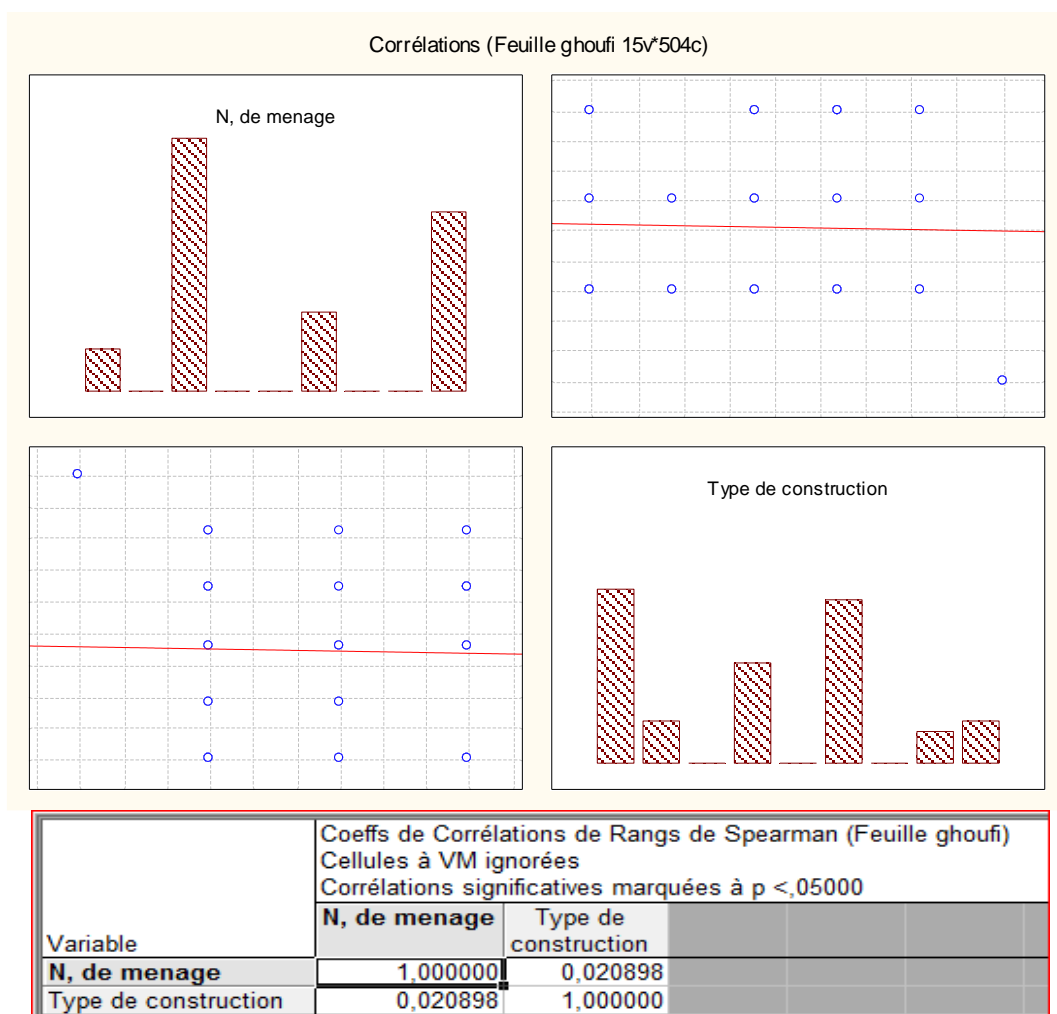 Corrélations (Feuille ghoufi 15v*504c)
N, de menage
Type de construction
Coeffs de Corrélations de Rangs de Spearman (Feuille ghoufi)
Cellules à VM ignorées
Corrélations significatives marquées à p <,05000
Variable N, de menage Type de construction
N, de menage 1,000000 0,020898
Type de construction 0,020898 1,000000